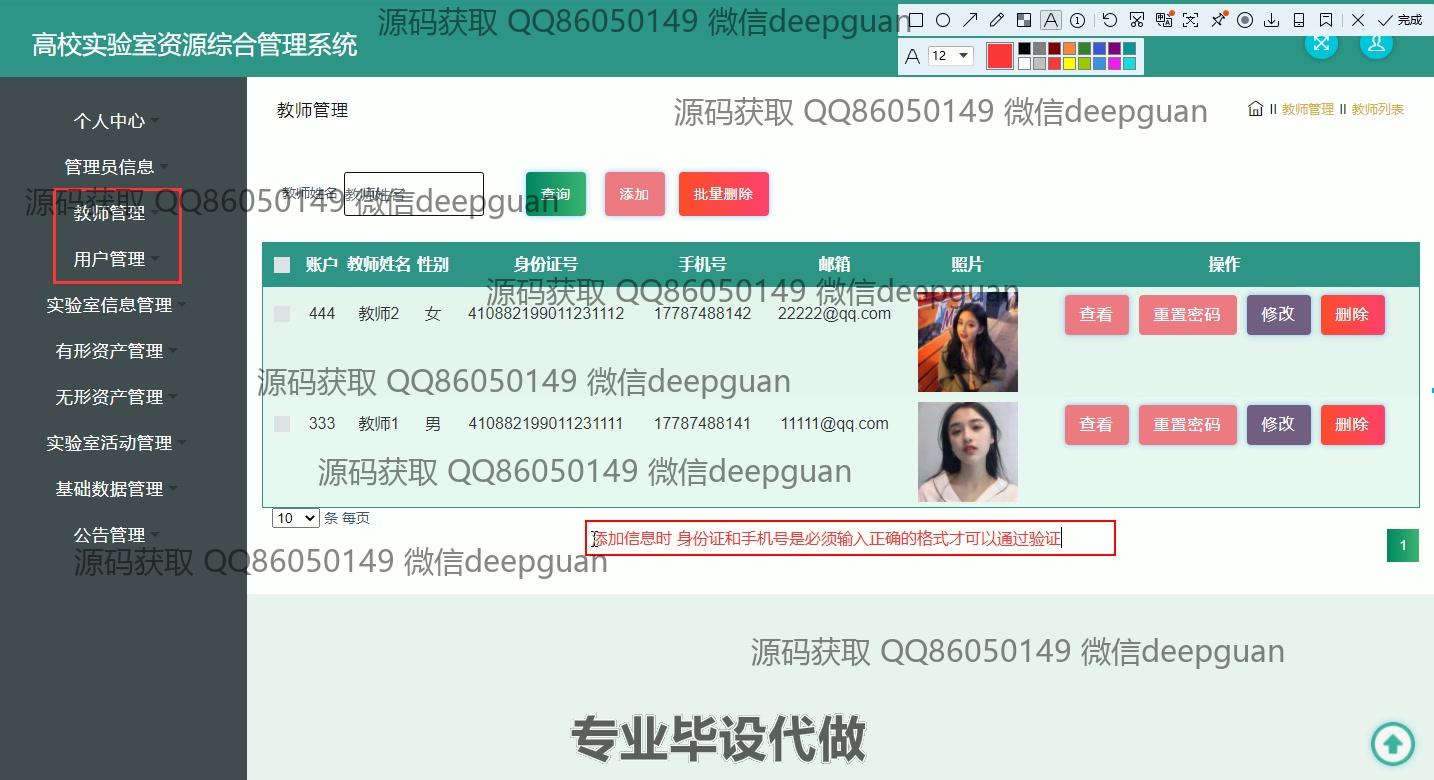 源码获取 QQ86050149 微信deepguan
完成
高校实验室资源综合管理系统
A 12
教师管理
源码获取 QQ86050149 微信deepguan
教师管理 教师列表
个人中心
管理员信息
教师管理
用户管理
实验室信息管理
有形资产管理
无形资产管理
实验室活动管理
基础数据管理
公告管理
教师姓名 教师姓名 查询 添加 批量删除
源码获取 QQ86050149 微信deepguan
账户 教师姓名 性别 身份证号 手机号 邮箱 照片 操作
源码获取 QQ86050149 微信deepguan
444 教师2 女 410882199011231112 17787488142 22222@qq.com 查看 重置密码 修改 删除
源码获取 QQ86050149 微信deepguan
333 教师1 男 410882199011231111 17787488141 11111@qq.com 查看 重置密码 修改 删除
源码获取 QQ86050149 微信deepguan
10 条 每页
添加信息时 身份证和手机号是必须输入正确的格式才可以通过验证
1
源码获取 QQ86050149 微信deepguan
源码获取 QQ86050149 微信deepguan
专业毕设代做